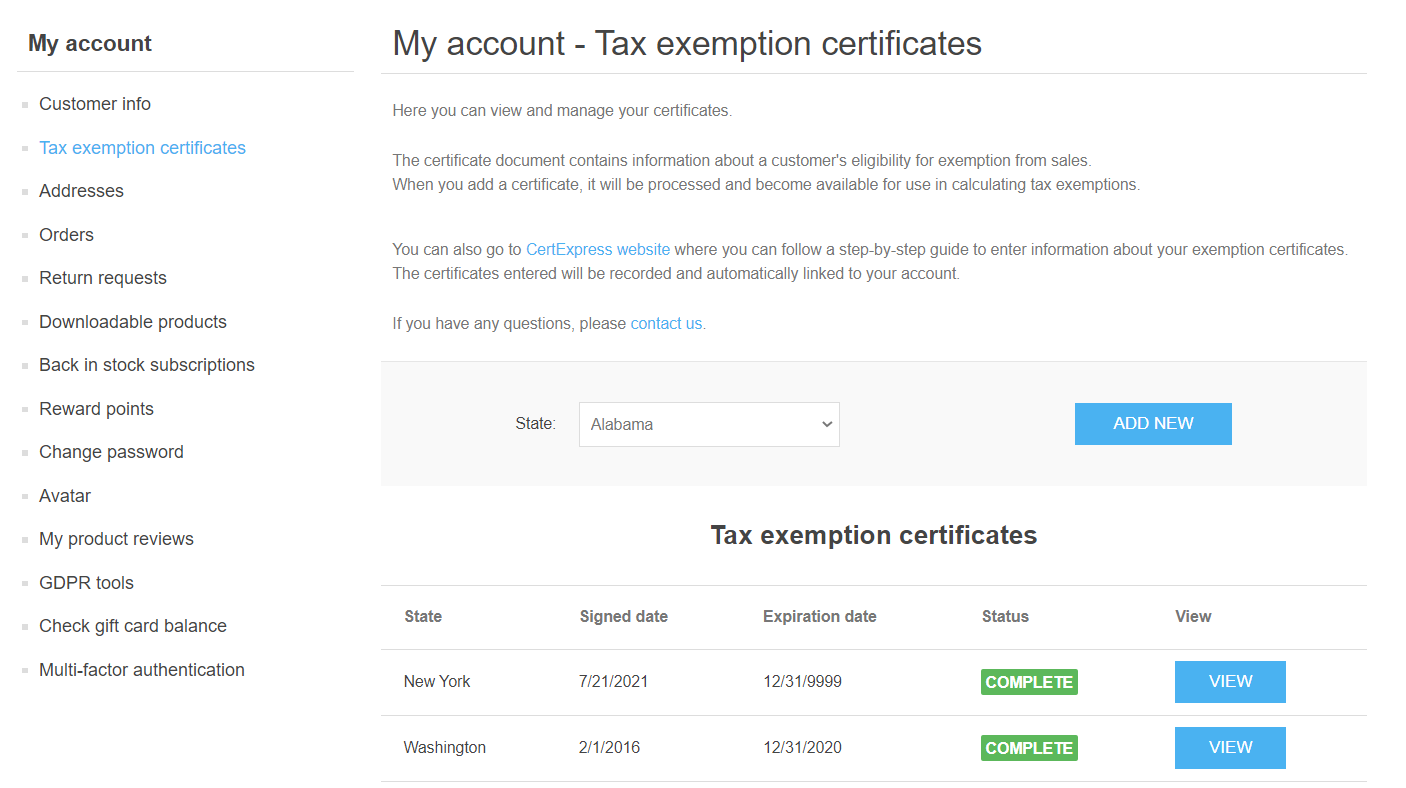 My account
Customer info
Tax exemption certificates
Addresses
Orders
Return requests
Downloadable products
Back in stock subscriptions
Reward points
Change password
Avatar
My product reviews
GDPR tools
Check gift card balance
Multi-factor authentication
My account - Tax exemption certificates
Here you can view and manage your certificates.
The certificate document contains information about a customer's eligibility for exemption from sales.
When you add a certificate, it will be processed and become available for use in calculating tax exemptions.
You can also go to CertExpress website where you can follow a step-by-step guide to enter information about your exemption certificates.
The certificates entered will be recorded and automatically linked to your account.
If you have any questions, please contact us.
State: Alabama ADD NEW
Tax exemption certificates
State Signed date Expiration date Status View
New York 7/21/2021 12/31/9999 COMPLETE VIEW
Washington 2/1/2016 12/31/2020 COMPLETE VIEW